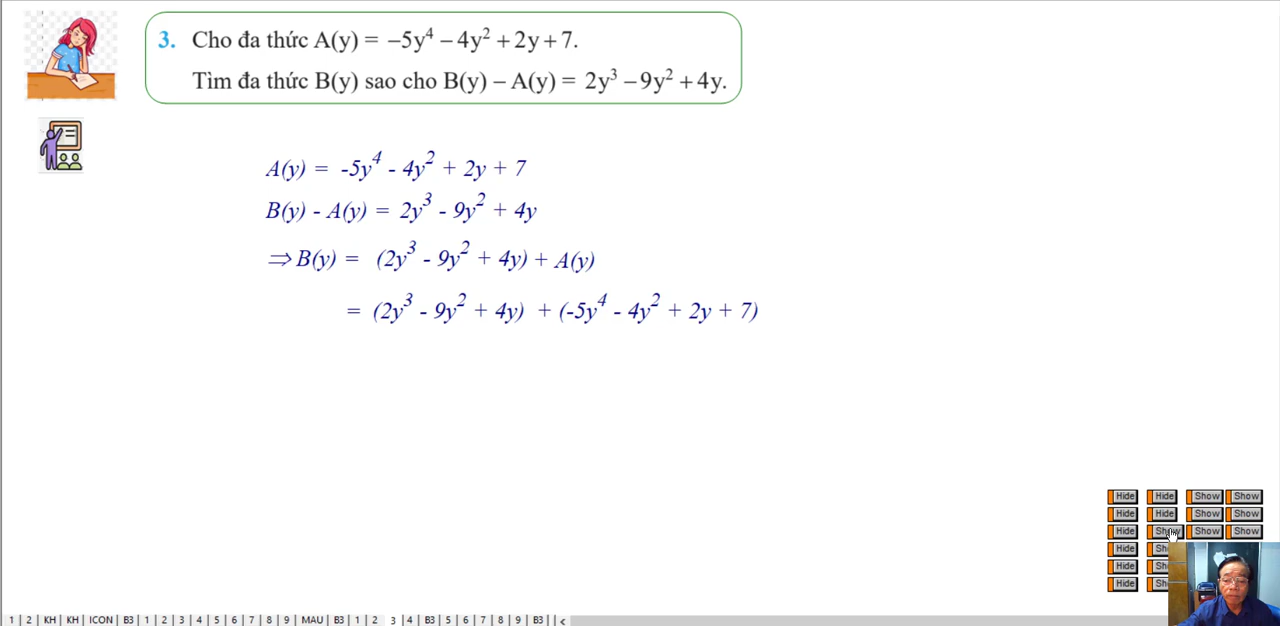 3. Cho đa thức A(y) = −5y⁴ − 4y² + 2y + 7.
Tìm đa thức B(y) sao cho B(y) − A(y) = 2y³ − 9y² + 4y.
A(y) = -5y⁴ - 4y² + 2y + 7
B(y) - A(y) = 2y³ - 9y² + 4y
⇒ B(y) = (2y³ - 9y² + 4y) + A(y)
= (2y³ - 9y² + 4y) + (-5y⁴ - 4y² + 2y + 7)
Hide Hide Show Show
Hide Hide Show Show
Hide Show Show Show
Hide
Hide
Hide
1 | 2 | KH | KH | ICON | B3 | 1 | 2 | 3 | 4 | 5 | 6 | 7 | 8 | 9 | MAU | B3 | 1 | 2 3 | 4 | B3 | 5 | 6 | 7 | 8 | 9 | B3 | | <